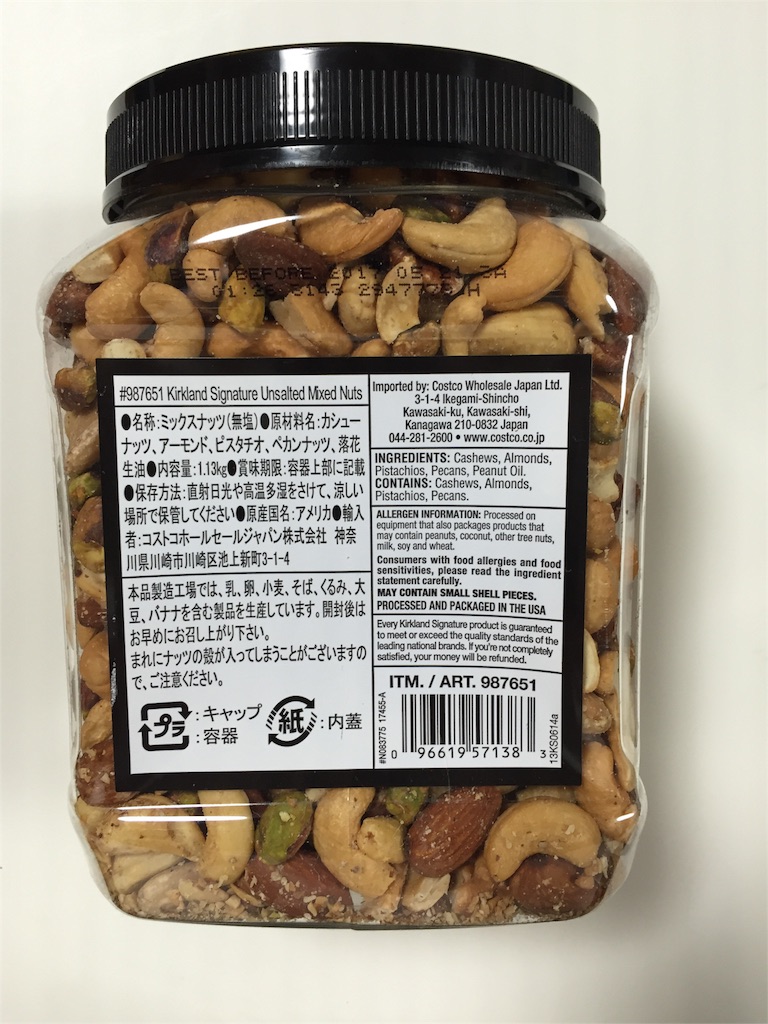 BEST BEFORE 2017 05
#987651 Kirkland Signature Unsalted Mixed Nuts
●名称:ミックスナッツ(無塩)●原材料名:カシュー
ナッツ、アーモンド、ピスタチオ、ペカンナッツ、落花
生油●内容量:1.13kg●賞味期限:容器上部に記載
●保存方法:直射日光や高温多湿をさけて、涼しい
場所で保管してください●原産国名:アメリカ●輸入
者:コストコホールセールジャパン株式会社 神奈
川県川崎市川崎区池上新町3-1-4
本品製造工場では、乳、卵、小麦、そば、くるみ、大
豆、バナナを含む製品を生産しています。開封後は
お早めにお召し上がり下さい。
まれにナッツの殻が入ってしまうことがございますの
で、ご注意ください。
プラ
:キャップ
:容器
紙
:内蓋
Imported by: Costco Wholesale Japan Ltd.
3-1-4 Ikegami-Shincho
Kawasaki-ku, Kawasaki-shi,
Kanagawa 210-0832 Japan
044-281-2600 • www.costco.co.jp
INGREDIENTS: Cashews, Almonds,
Pistachios, Pecans, Peanut Oil.
CONTAINS: Cashews, Almonds,
Pistachios, Pecans.
ALLERGEN INFORMATION: Processed on
equipment that also packages products that
may contain peanuts, coconut, other tree nuts,
milk, soy and wheat.
Consumers with food allergies and food
sensitivities, please read the ingredient
statement carefully.
MAY CONTAIN SMALL SHELL PIECES.
PROCESSED AND PACKAGED IN THE USA
Every Kirkland Signature product is guaranteed
to meet or exceed the quality standards of the
leading national brands. If you're not completely
satisfied, your money will be refunded.
ITM. / ART. 987651
#N083775 17455-A
0 96619 57138 3
13KS0614a